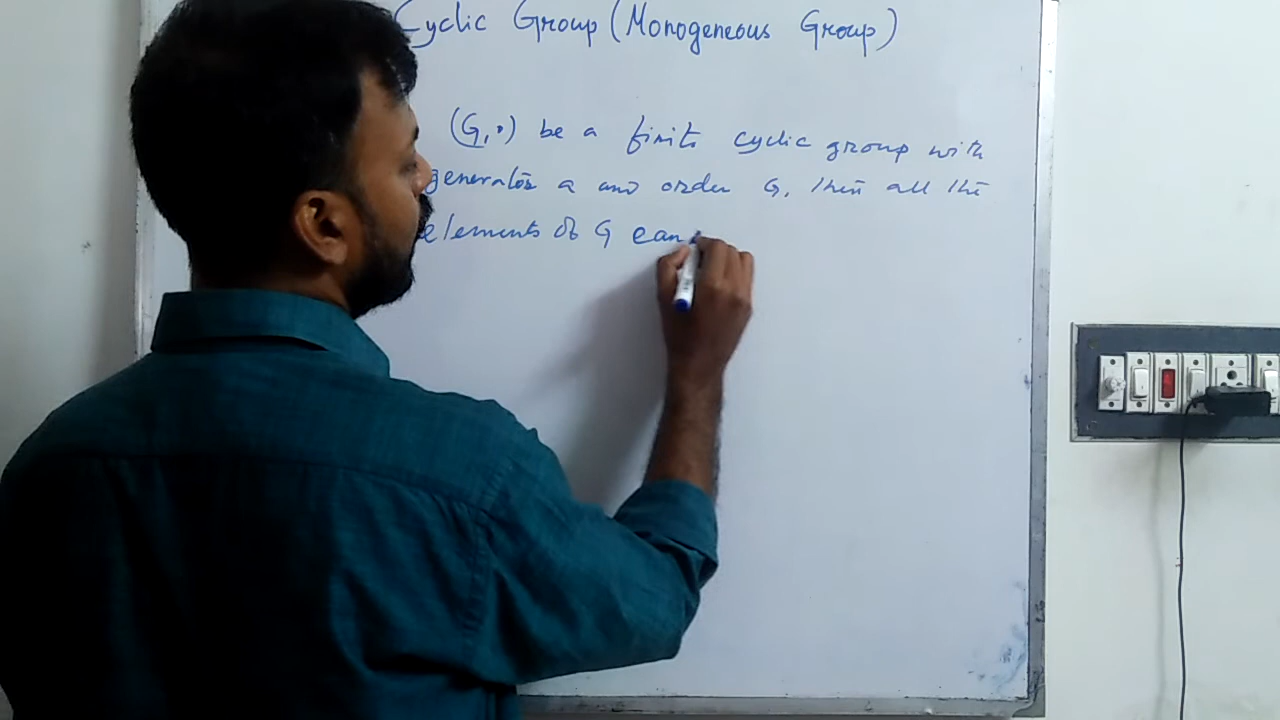 Cyclic Group (Monogeneous Group)
(G, •) be a finite cyclic group with
generator a and order G, then all the
elements of G can